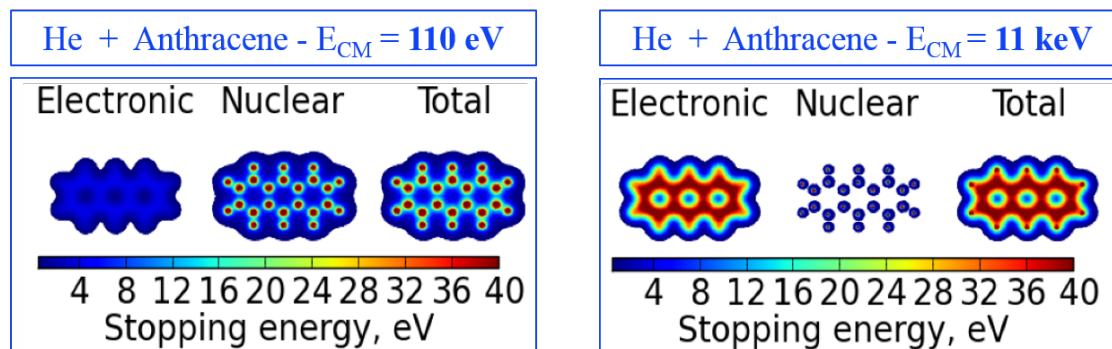 He + Anthracene - E_CM = 110 eV
Electronic Nuclear Total
4 8 12 16 20 24 28 32 36 40
Stopping energy, eV
He + Anthracene - E_CM = 11 keV
Electronic Nuclear Total
4 8 12 16 20 24 28 32 36 40
Stopping energy, eV